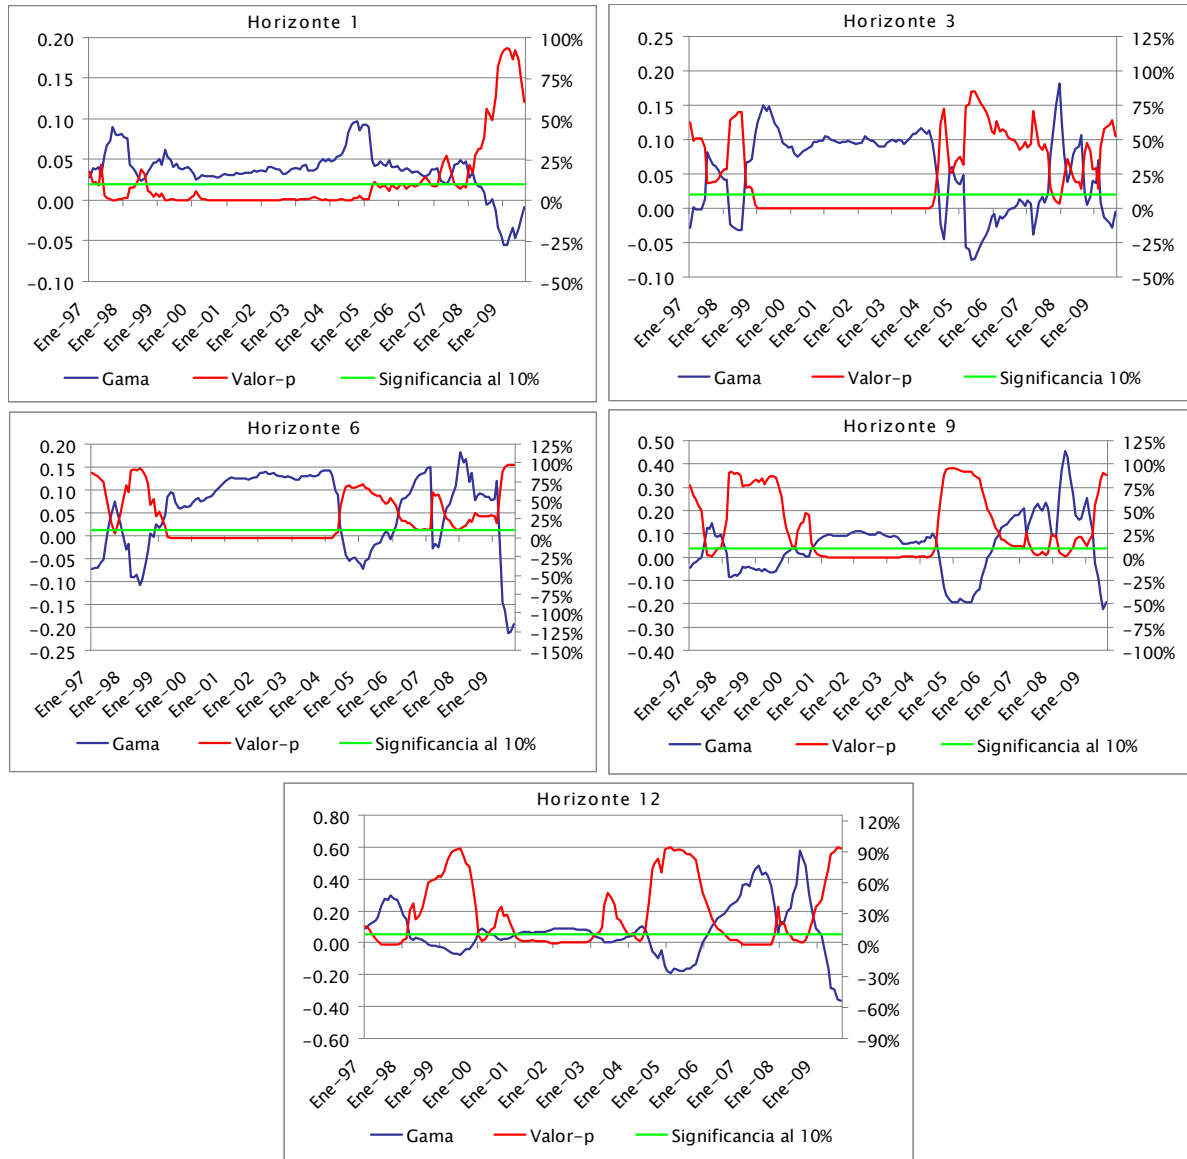 Horizonte 1
0.20
0.15
0.10
0.05
0.00
−0.05
−0.10
100%
75%
50%
25%
0%
−25%
−50%
Ene−97
Ene−98
Ene−99
Ene−00
Ene−01
Ene−02
Ene−03
Ene−04
Ene−05
Ene−06
Ene−07
Ene−08
Ene−09
Gama Valor−p Significancia al 10%
Horizonte 3
0.25
0.20
0.15
0.10
0.05
0.00
−0.05
−0.10
125%
100%
75%
50%
25%
0%
−25%
−50%
Ene−97
Ene−98
Ene−99
Ene−00
Ene−01
Ene−02
Ene−03
Ene−04
Ene−05
Ene−06
Ene−07
Ene−08
Ene−09
Gama Valor−p Significancia al 10%
Horizonte 6
0.20
0.15
0.10
0.05
0.00
−0.05
−0.10
−0.15
−0.20
−0.25
125%
100%
75%
50%
25%
0%
−25%
−50%
−75%
−100%
−125%
−150%
Ene−97
Ene−98
Ene−99
Ene−00
Ene−01
Ene−02
Ene−03
Ene−04
Ene−05
Ene−06
Ene−07
Ene−08
Ene−09
Gama Valor−p Significancia al 10%
Horizonte 9
0.50
0.40
0.30
0.20
0.10
0.00
−0.10
−0.20
−0.30
−0.40
125%
100%
75%
50%
25%
0%
−25%
−50%
−75%
−100%
Ene−97
Ene−98
Ene−99
Ene−00
Ene−01
Ene−02
Ene−03
Ene−04
Ene−05
Ene−06
Ene−07
Ene−08
Ene−09
Gama Valor−p Significancia al 10%
Horizonte 12
0.80
0.60
0.40
0.20
0.00
−0.20
−0.40
−0.60
120%
90%
60%
30%
0%
−30%
−60%
−90%
Ene−97
Ene−98
Ene−99
Ene−00
Ene−01
Ene−02
Ene−03
Ene−04
Ene−05
Ene−06
Ene−07
Ene−08
Ene−09
Gama Valor−p Significancia al 10%